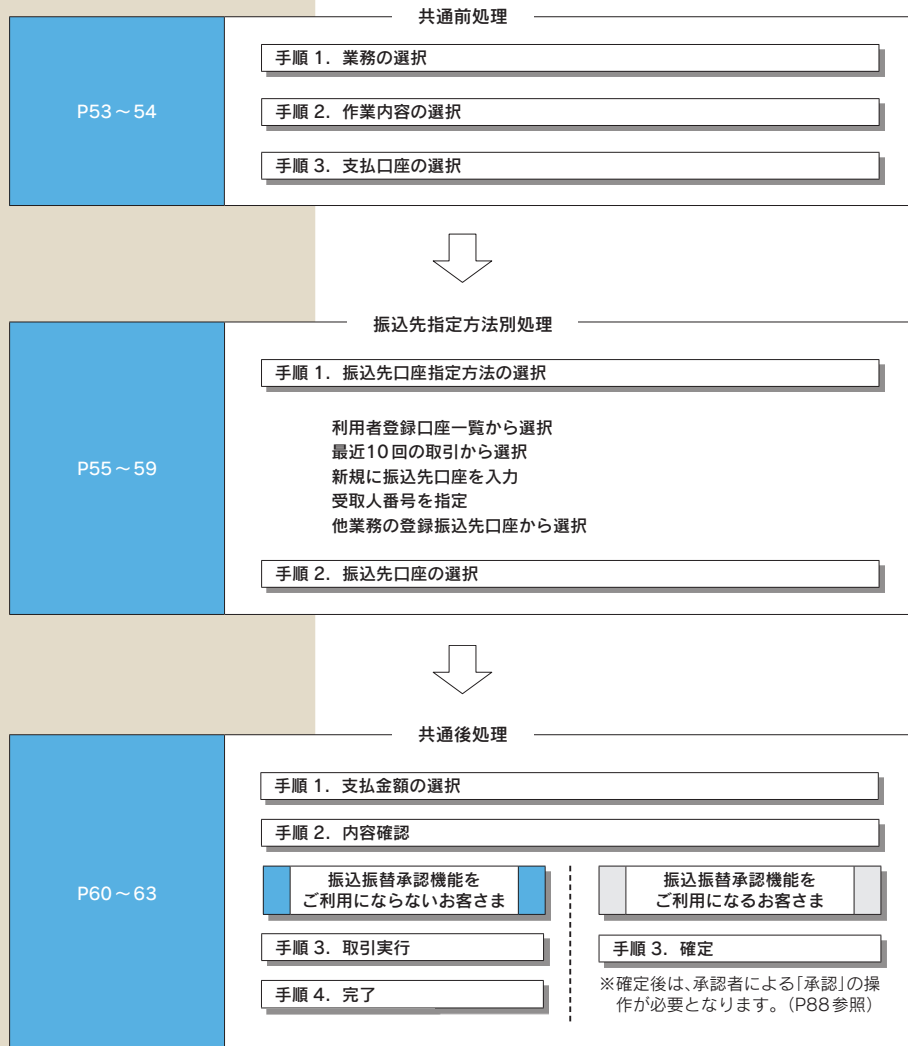 共通前処理
P53～54
手順 1．業務の選択
手順 2．作業内容の選択
手順 3．支払口座の選択
振込先指定方法別処理
P55～59
手順 1．振込先口座指定方法の選択
利用者登録口座一覧から選択
最近10回の取引から選択
新規に振込先口座を入力
受取人番号を指定
他業務の登録振込先口座から選択
手順 2．振込先口座の選択
共通後処理
P60～63
手順 1．支払金額の選択
手順 2．内容確認
振込振替承認機能を
ご利用にならないお客さま
手順 3．取引実行
手順 4．完了
振込振替承認機能を
ご利用になるお客さま
手順 3．確定
※確定後は、承認者による「承認」の操
作が必要となります。（P88参照）